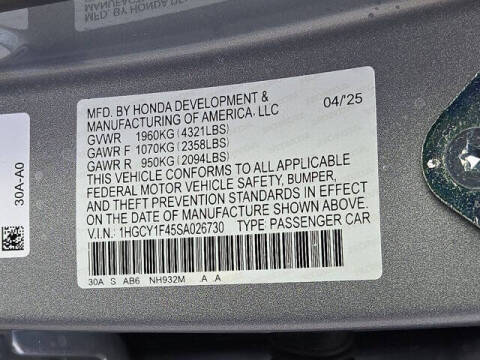 MFD. BY HONDA DEVELOPMENT &
MANUFACTURING OF AMERICA, LLC 04/'25
GVWR 1960KG(4321LBS)
GAWR F 1070KG(2358LBS)
GAWR R 950KG(2094LBS)
THIS VEHICLE CONFORMS TO ALL APPLICABLE
FEDERAL MOTOR VEHICLE SAFETY, BUMPER,
AND THEFT PREVENTION STANDARDS IN EFFECT
ON THE DATE OF MANUFACTURE SHOWN ABOVE.
V.I.N.: 1HGCY1F45SA026730 TYPE PASSENGER CAR
30A S AB6 NH932M A A
30A-A0